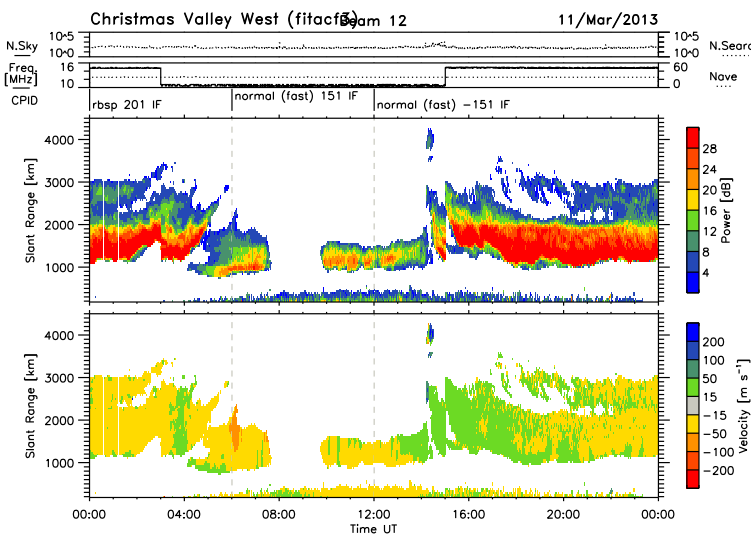 Christmas Valley West (fitacf3) Beam 12 11/Mar/2013
N.Sky 10^5 10^0 10^5 10^0 N.Searc
Freq [MHz] 16 10 60 0 Nave
CPID rbsp 201 IF normal (fast) 151 IF normal (fast) -151 IF
Slant Range [km] 4000 3000 2000 1000
Power [dB] 28 24 20 16 12 8 4
Slant Range [km] 4000 3000 2000 1000
Velocity [m s⁻¹] 200 100 50 15 -15 -50 -100 -200
00:00 04:00 08:00 12:00 16:00 20:00 00:00
Time UT